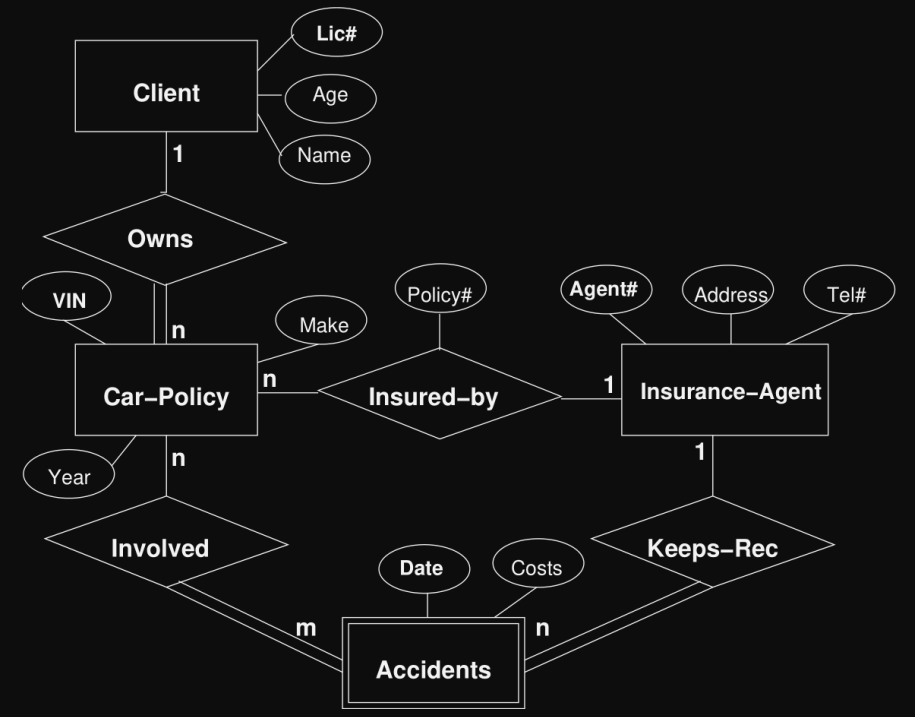 Lic#
Client
Age
Name
1
Owns
VIN
n
Make
Policy#
Agent#
Address
Tel#
Car–Policy
n
Insured–by
1
Insurance–Agent
Year
n
1
Involved
Keeps–Rec
Date
Costs
m
n
Accidents